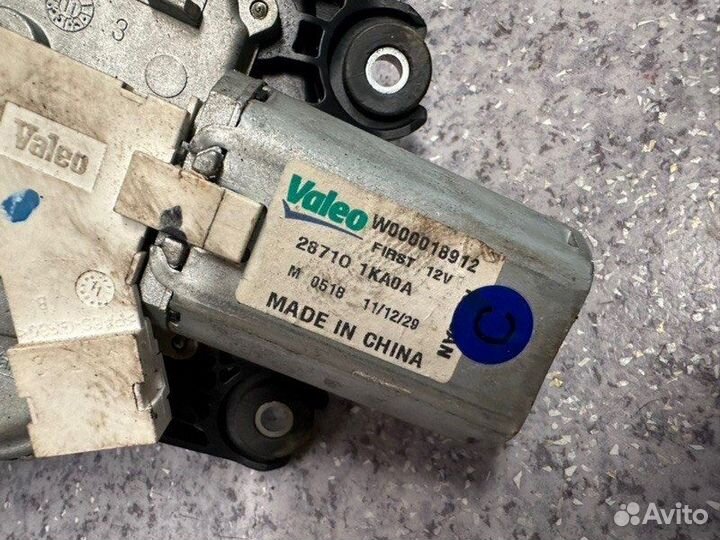 3
Valeo
Valeo W000018912
FIRST 12V
28710 1KA0A
M 0518 11/12/29
MADE IN CHINA
C
Avito